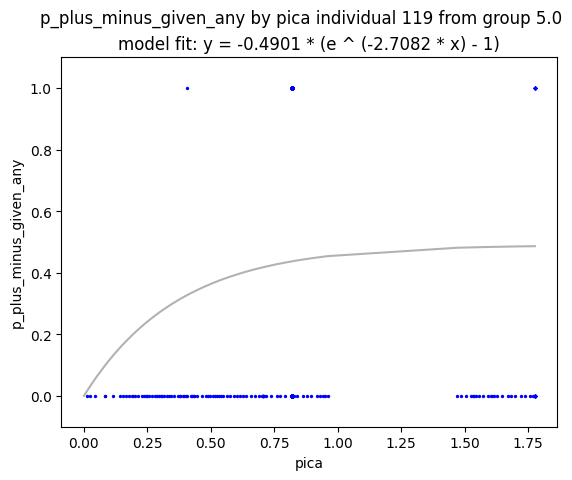 p_plus_minus_given_any by pica individual 119 from group 5.0
model fit: y = -0.4901 * (e ^ (-2.7082 * x) - 1)
1.0
0.8
0.6
0.4
0.2
0.0
p_plus_minus_given_any
0.00 0.25 0.50 0.75 1.00 1.25 1.50 1.75
pica